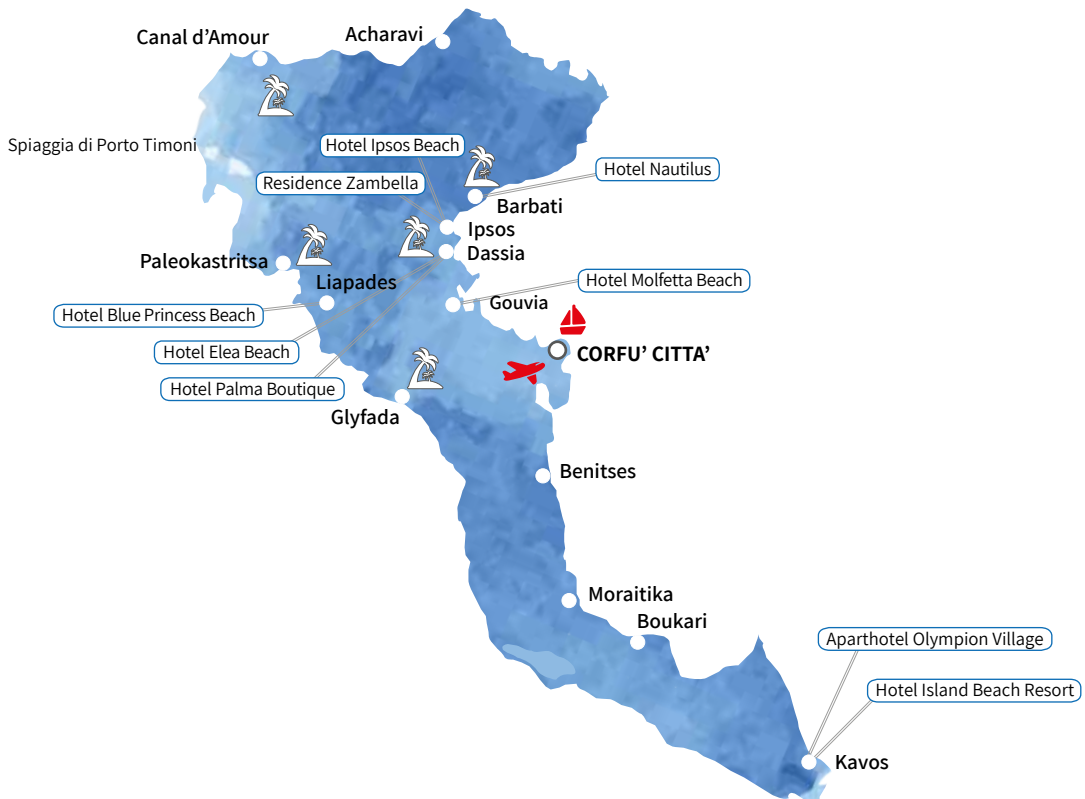 Acharavi
Canal d’Amour
Spiaggia di Porto Timoni
Hotel Ipsos Beach
Hotel Nautilus
Residence Zambella
Barbati
Ipsos
Dassia
Paleokastritsa
Liapades
Hotel Molfetta Beach
Gouvia
Hotel Blue Princess Beach
Hotel Elea Beach
CORFU’ CITTA’
Hotel Palma Boutique
Glyfada
Benitses
Moraitika
Boukari
Aparthotel Olympion Village
Hotel Island Beach Resort
Kavos